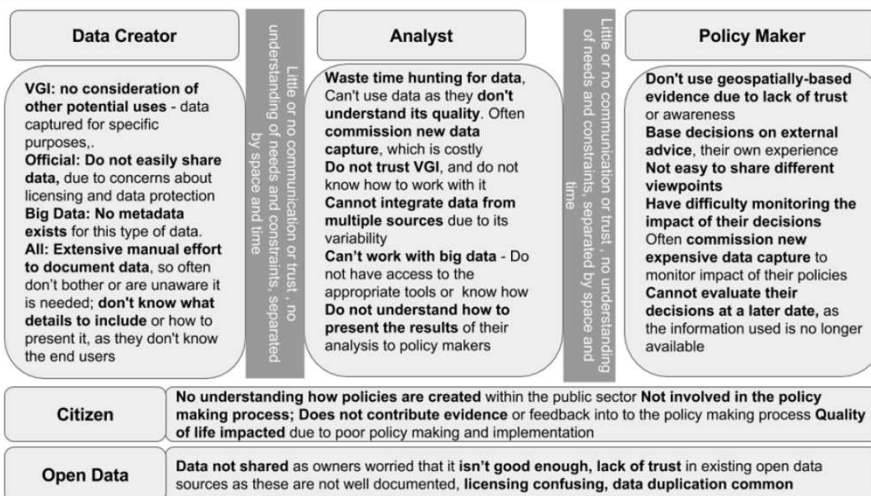 Data Creator
VGI: no consideration of
other potential uses - data
captured for specific
purposes,.
Official: Do not easily share
data, due to concerns about
licensing and data protection
Big Data: No metadata
exists for this type of data.
All: Extensive manual effort
to document data, so often
don't bother or are unaware it
is needed; don't know what
details to include or how to
present it, as they don't know
the end users
Little or no communication or trust , no
understanding of needs and constraints, separated
by space and time
Analyst
Waste time hunting for data,
Can't use data as they don't
understand its quality. Often
commission new data
capture, which is costly
Do not trust VGI, and do not
know how to work with it
Cannot integrate data from
multiple sources due to its
variability
Can't work with big data - Do
not have access to the
appropriate tools or know how
Do not understand how to
present the results of their
analysis to policy makers
Little or no communication or trust , no understanding
of needs and constraints, separated by space and
time
Policy Maker
Don't use geospatially-based
evidence due to lack of trust
or awareness
Base decisions on external
advice, their own experience
Not easy to share different
viewpoints
Have difficulty monitoring the
impact of their decisions
Often commission new
expensive data capture to
monitor impact of their policies
Cannot evaluate their
decisions at a later date, as
the information used is no longer
available
Citizen
No understanding how policies are created within the public sector Not involved in the policy
making process; Does not contribute evidence or feedback into to the policy making process Quality
of life impacted due to poor policy making and implementation
Open Data
Data not shared as owners worried that it isn't good enough, lack of trust in existing open data
sources as these are not well documented, licensing confusing, data duplication common